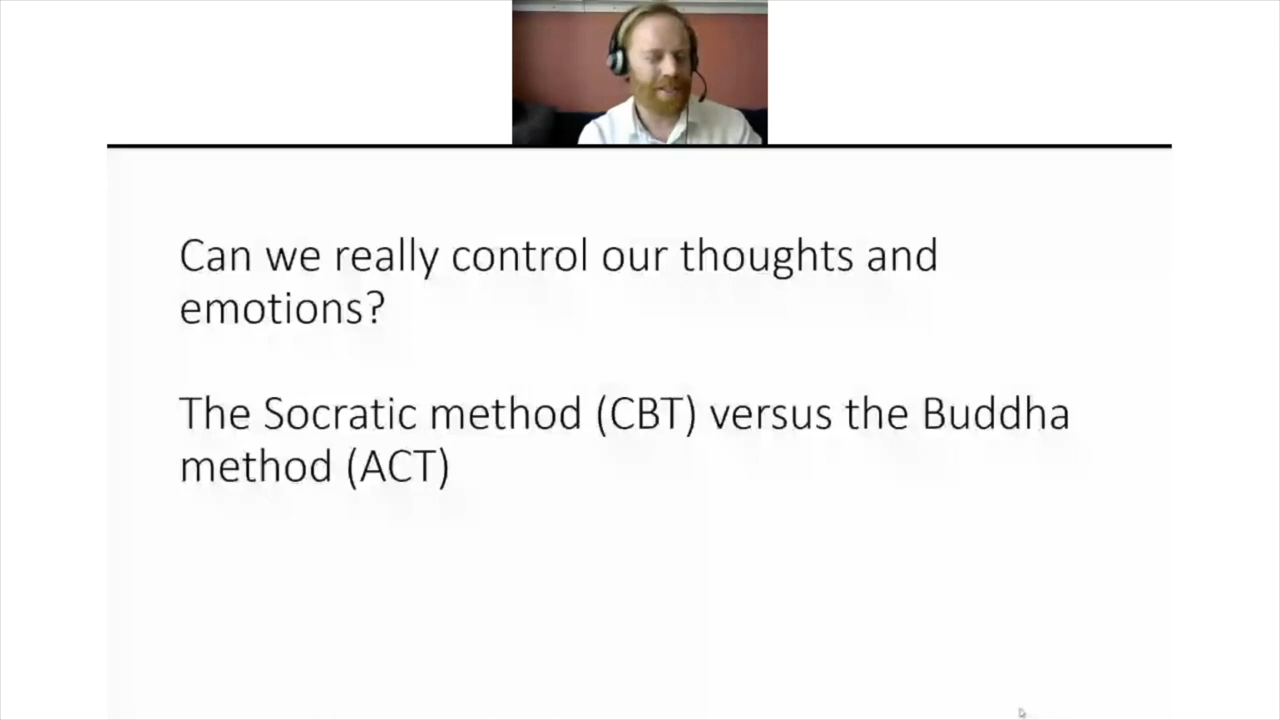 Can we really control our thoughts and
emotions?
The Socratic method (CBT) versus the Buddha
method (ACT)